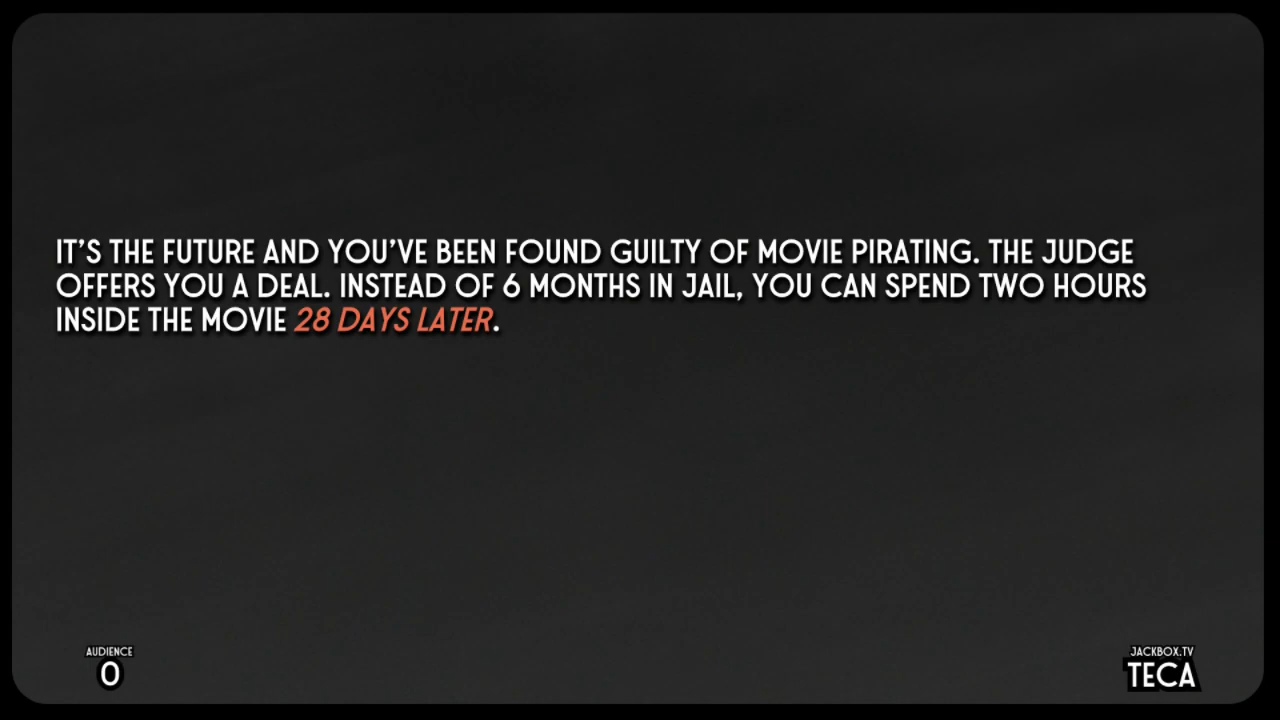 IT'S THE FUTURE AND YOU'VE BEEN FOUND GUILTY OF MOVIE PIRATING. THE JUDGE
OFFERS YOU A DEAL. INSTEAD OF 6 MONTHS IN JAIL, YOU CAN SPEND TWO HOURS
INSIDE THE MOVIE 28 DAYS LATER.
AUDIENCE
0
JACKBOX.TV
TECA